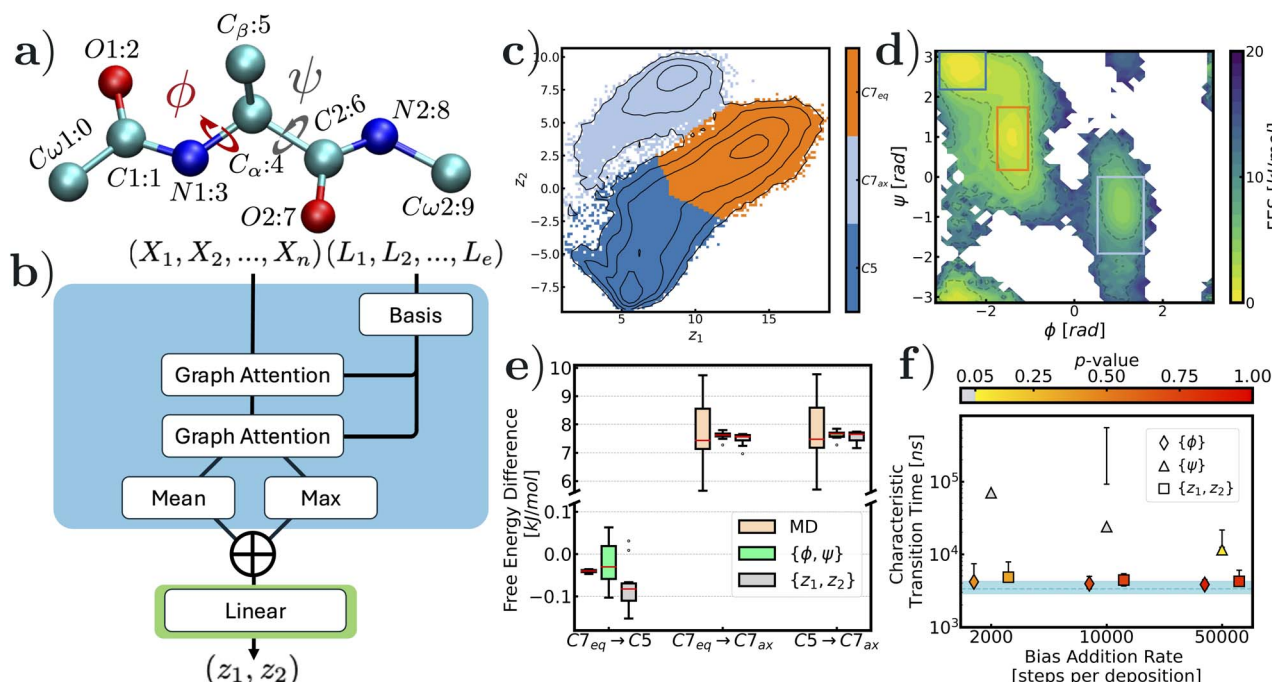 a)
O1:2
Cβ:5
ϕ
ψ
C2:6
N2:8
Cω1:0
C1:1
N1:3
Cα:4
O2:7
Cω2:9
b)
(X₁, X₂, ..., Xₙ)(L₁, L₂, ..., Lₑ)
Basis
Graph Attention
Graph Attention
Mean
Max
Linear
(z₁, z₂)
c)
10.0
7.5
5.0
2.5
0.0
−2.5
−5.0
−7.5
z₂
5
10
15
z₁
C7eq
C7ax
C5
d)
3
2
1
0
−1
−2
−3
ψ [rad]
−2
0
2
ϕ [rad]
20
10
0
e)
10
9
8
7
6
0.1
0.0
−0.1
Free Energy Difference
[kJ/mol]
MD
{ϕ, ψ}
{z₁, z₂}
C7eq→C5
C7eq→C7ax
C5→C7ax
f)
p-value
0.05
0.25
0.50
0.75
1.00
Characteristic
Transition Time [ns]
10⁵
10⁴
10³
{ϕ}
{ψ}
{z₁, z₂}
2000
10000
50000
Bias Addition Rate
[steps per deposition]